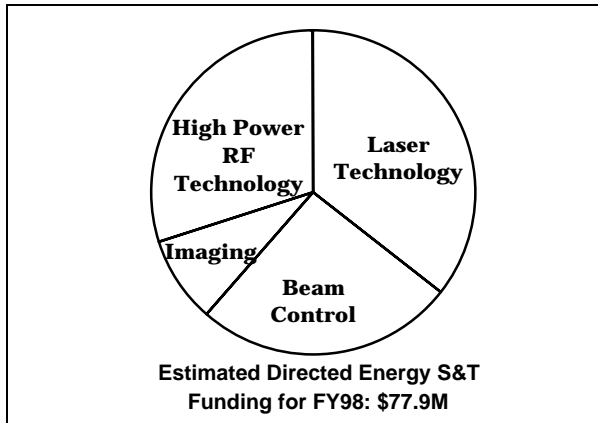 High Power
RF
Technology
Laser
Technology
Imaging
Beam
Control
Estimated Directed Energy S&T
Funding for FY98: $77.9M